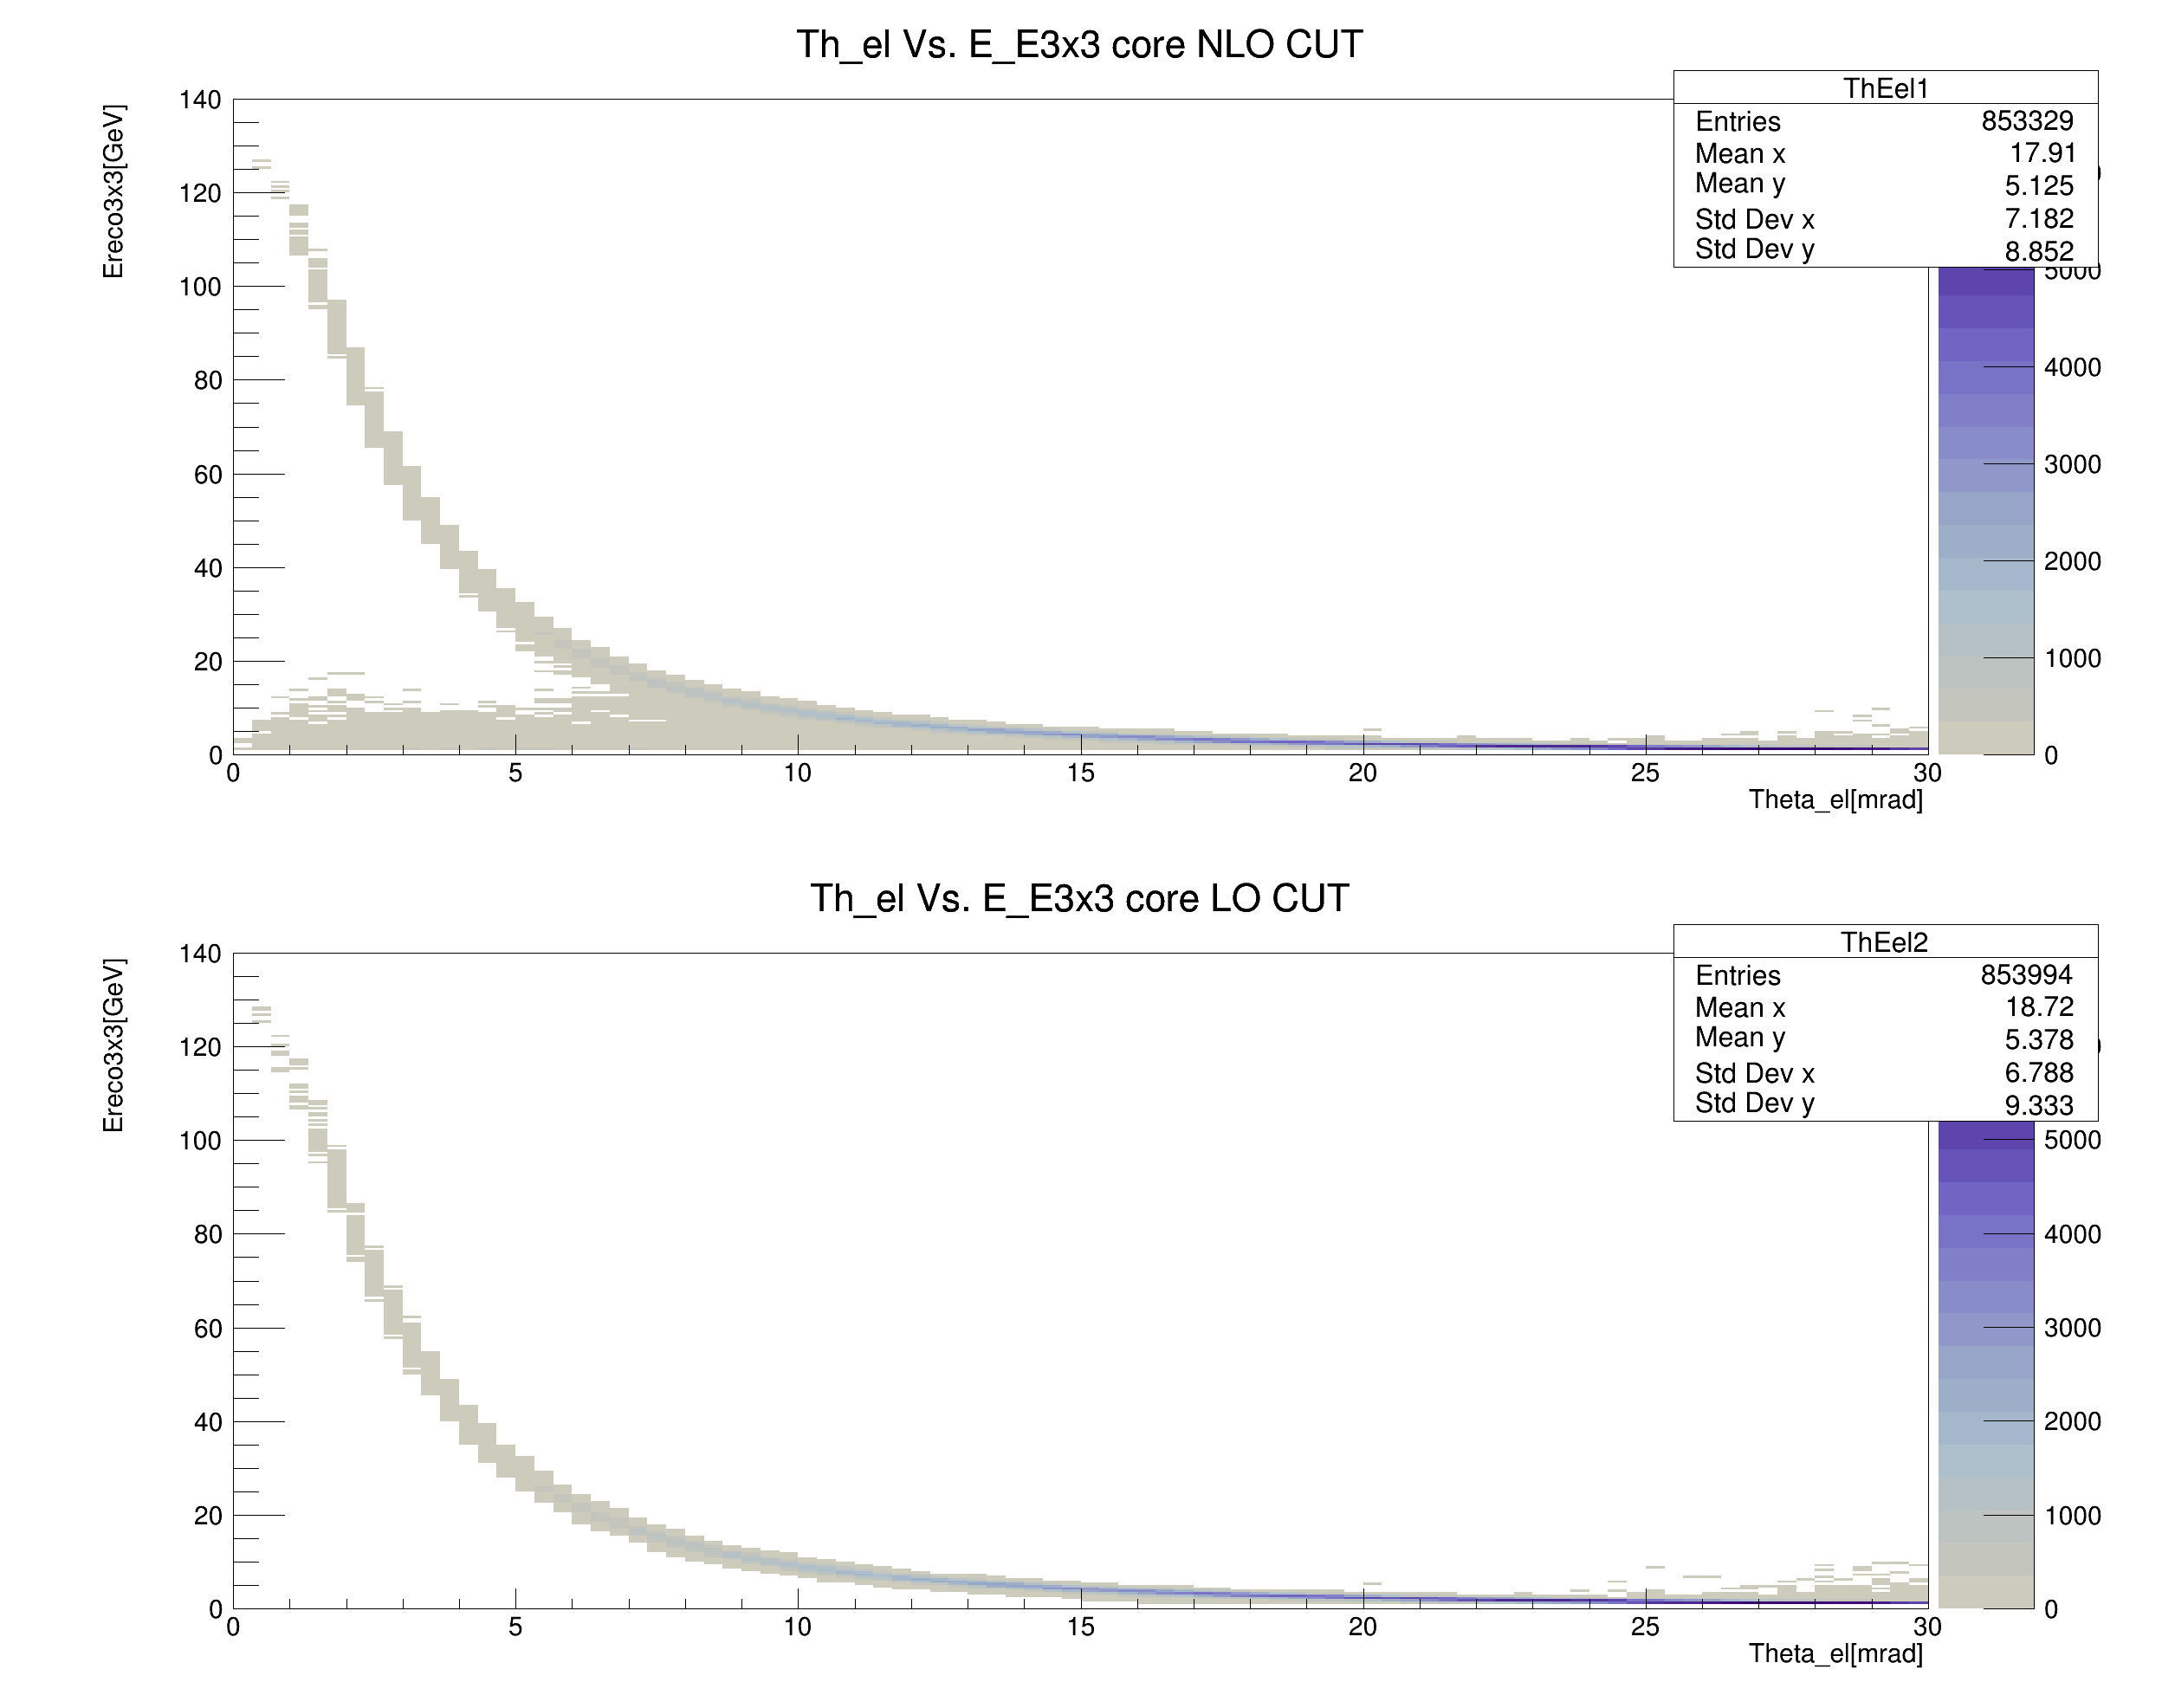 Th_el Vs. E_E3x3 core NLO CUT
Ereco3x3[GeV]
140
120
100
80
60
40
20
0
0 5 10 15 20 25 30
Theta_el[mrad]
ThEel1
Entries 853329
Mean x 17.91
Mean y 5.125
Std Dev x 7.182
Std Dev y 8.852
5000
4000
3000
2000
1000
0
Th_el Vs. E_E3x3 core LO CUT
Ereco3x3[GeV]
140
120
100
80
60
40
20
0
0 5 10 15 20 25 30
Theta_el[mrad]
ThEel2
Entries 853994
Mean x 18.72
Mean y 5.378
Std Dev x 6.788
Std Dev y 9.333
5000
4000
3000
2000
1000
0